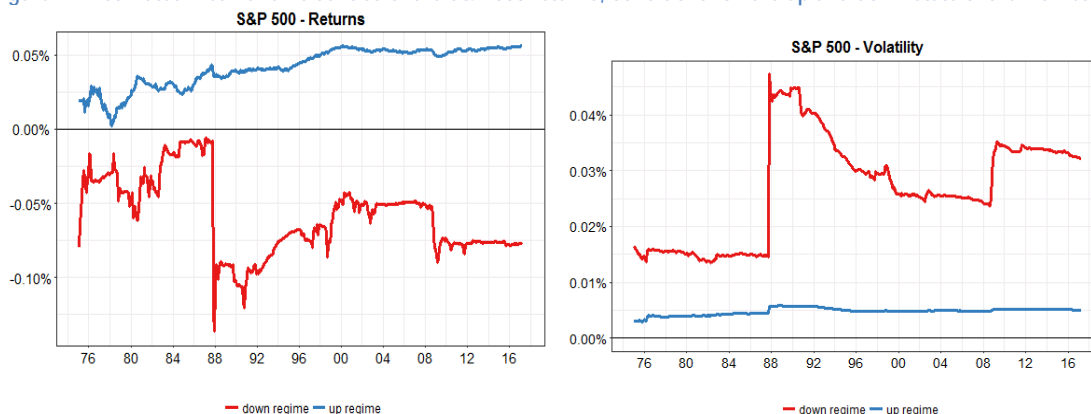 S&P 500 - Returns
0.05%
0.00%
-0.05%
-0.10%
76 80 84 88 92 96 00 04 08 12 16
down regime up regime
S&P 500 - Volatility
0.04%
0.03%
0.02%
0.01%
0.00%
76 80 84 88 92 96 00 04 08 12 16
down regime up regime